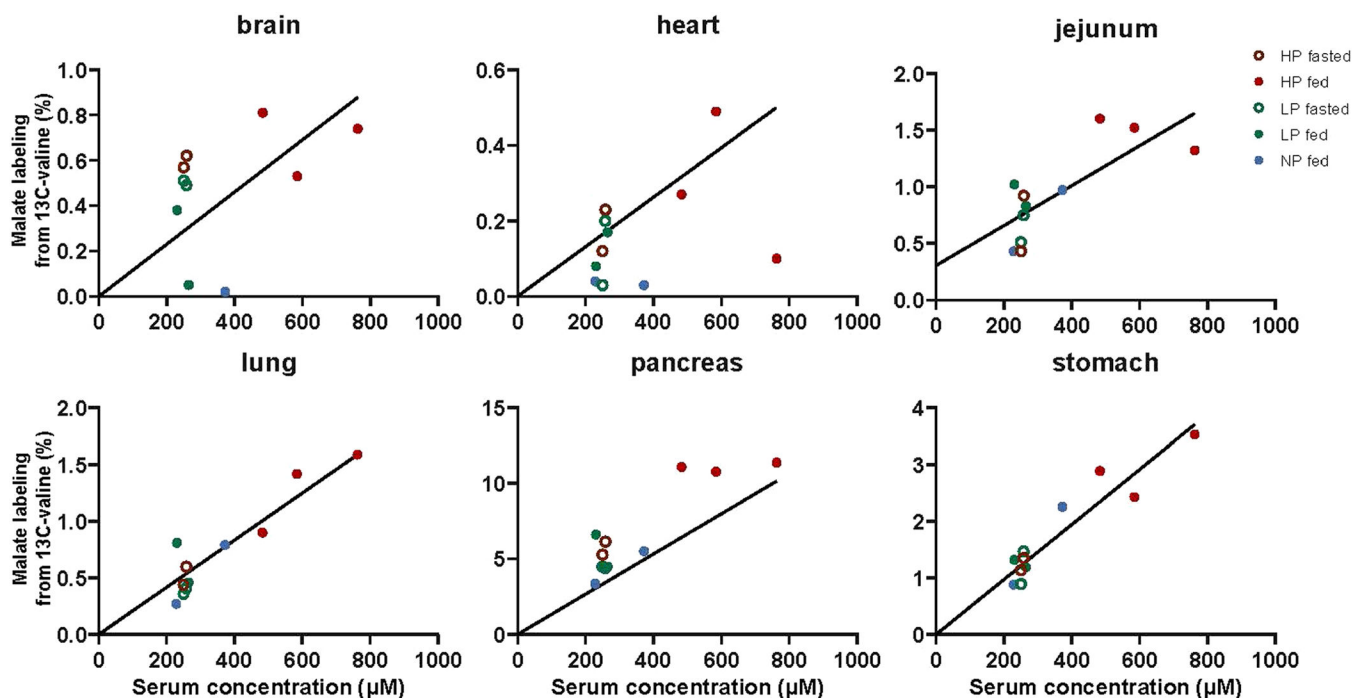 brain
heart
jejunum
HP fasted
HP fed
LP fasted
LP fed
NP fed
Malate labeling
from 13C-valine (%)
1.0
0.8
0.6
0.4
0.2
0.0
0 200 400 600 800 1000
0.6
0.4
0.2
0.0
0 200 400 600 800 1000
2.0
1.5
1.0
0.5
0.0
0 200 400 600 800 1000
lung
pancreas
stomach
Malate labeling
from 13C-valine (%)
2.0
1.5
1.0
0.5
0.0
0 200 400 600 800 1000
Serum concentration (µM)
15
10
5
0
0 200 400 600 800 1000
Serum concentration (µM)
4
3
2
1
0
0 200 400 600 800 1000
Serum concentration (µM)